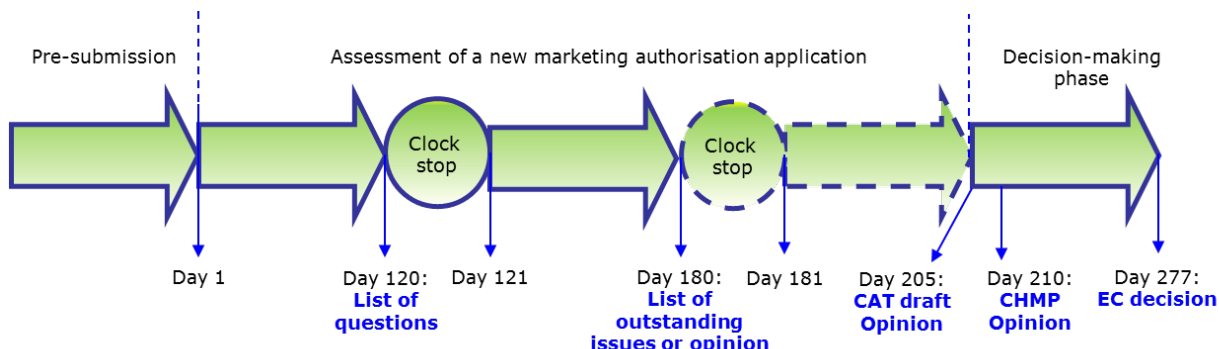 Pre-submission
Assessment of a new marketing authorisation application
Decision-making
phase
Clock
stop
Clock
stop
Day 1
Day 120:
List of
questions
Day 121
Day 180:
List of
outstanding
issues or opinion
Day 181
Day 205:
CAT draft
Opinion
Day 210:
CHMP
Opinion
Day 277:
EC decision